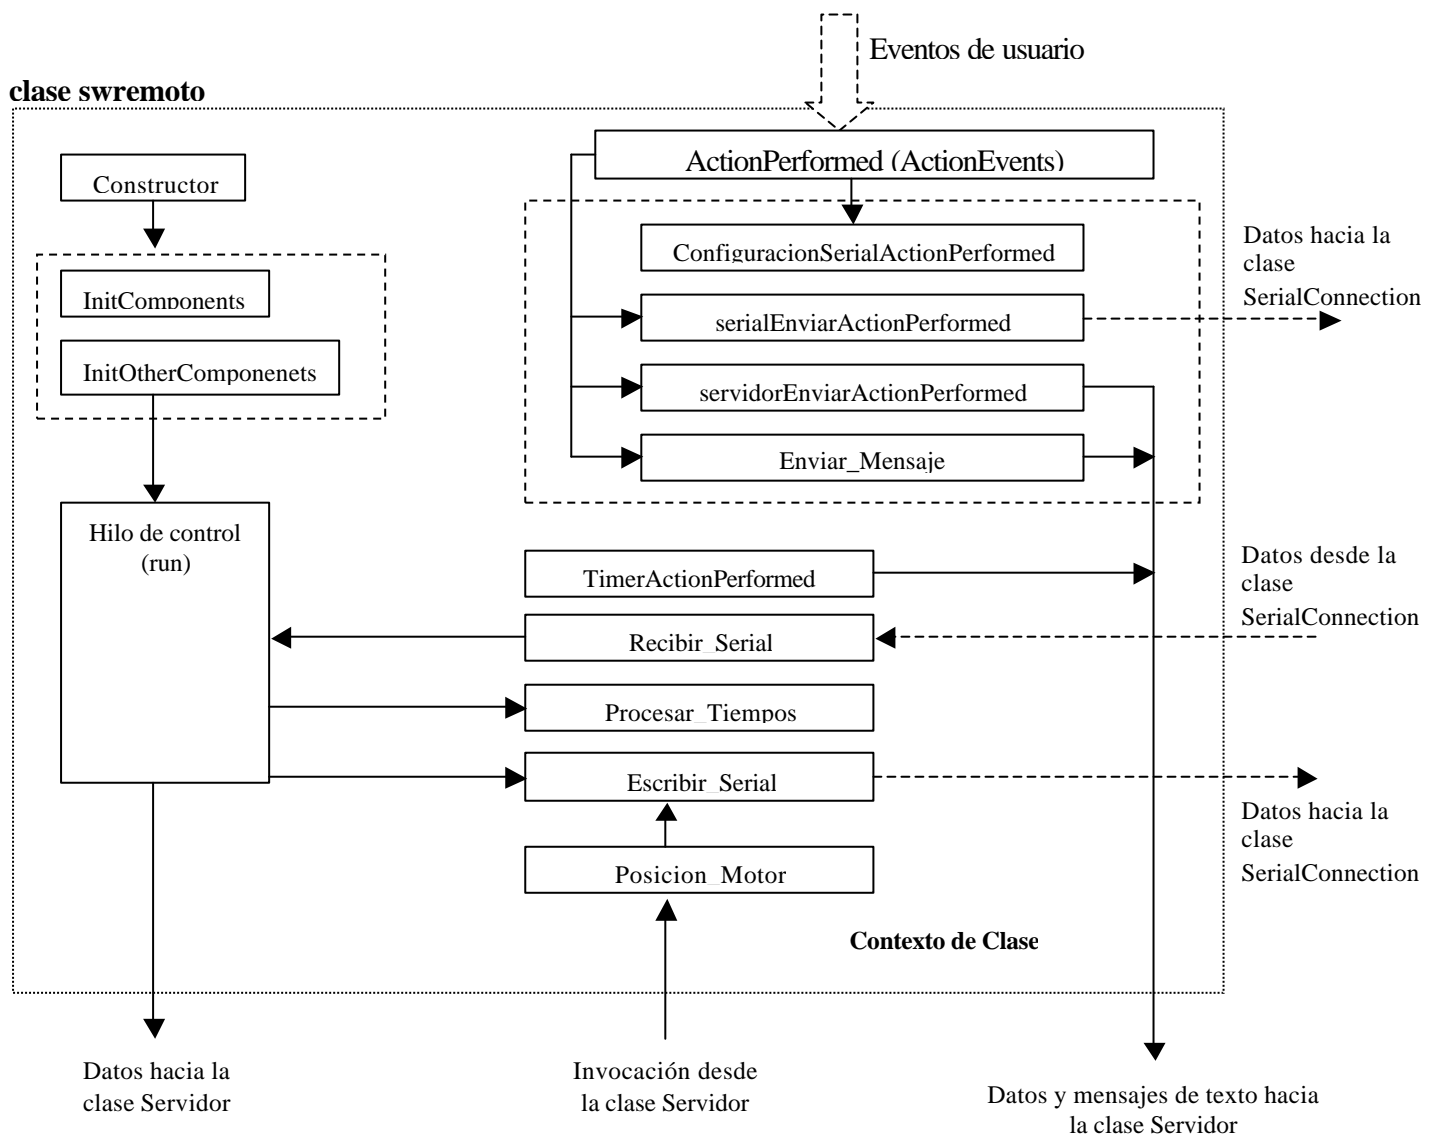 Eventos de usuario
clase swremoto
ActionPerformed (ActionEvents)
Constructor
ConfiguracionSerialActionPerformed
Datos hacia la
clase
SerialConnection
InitComponents
serialEnviarActionPerformed
InitOtherComponenets
servidorEnviarActionPerformed
Enviar_Mensaje
Hilo de control
(run)
TimerActionPerformed
Datos desde la
clase
SerialConnection
Recibir_Serial
Procesar_Tiempos
Escribir_Serial
Datos hacia la
clase
SerialConnection
Posicion_Motor
Contexto de Clase
Datos hacia la
clase Servidor
Invocación desde
la clase Servidor
Datos y mensajes de texto hacia
la clase Servidor